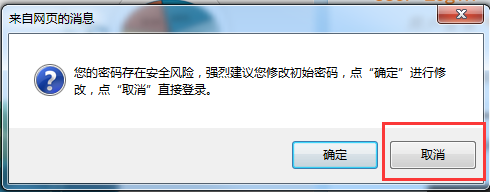 来自网页的消息
您的密码存在安全风险，强烈建议您修改初始密码，点“确定”进行修
改，点“取消”直接登录。
确定
取消